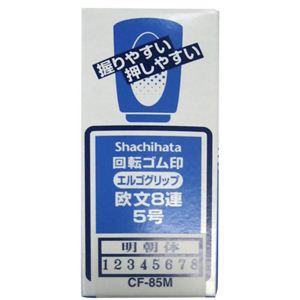 握りやすい
押しやすい
Shachihata
回転ゴム印
エルゴグリップ
欧文8連
5号
明朝体
12345678
CF-85M